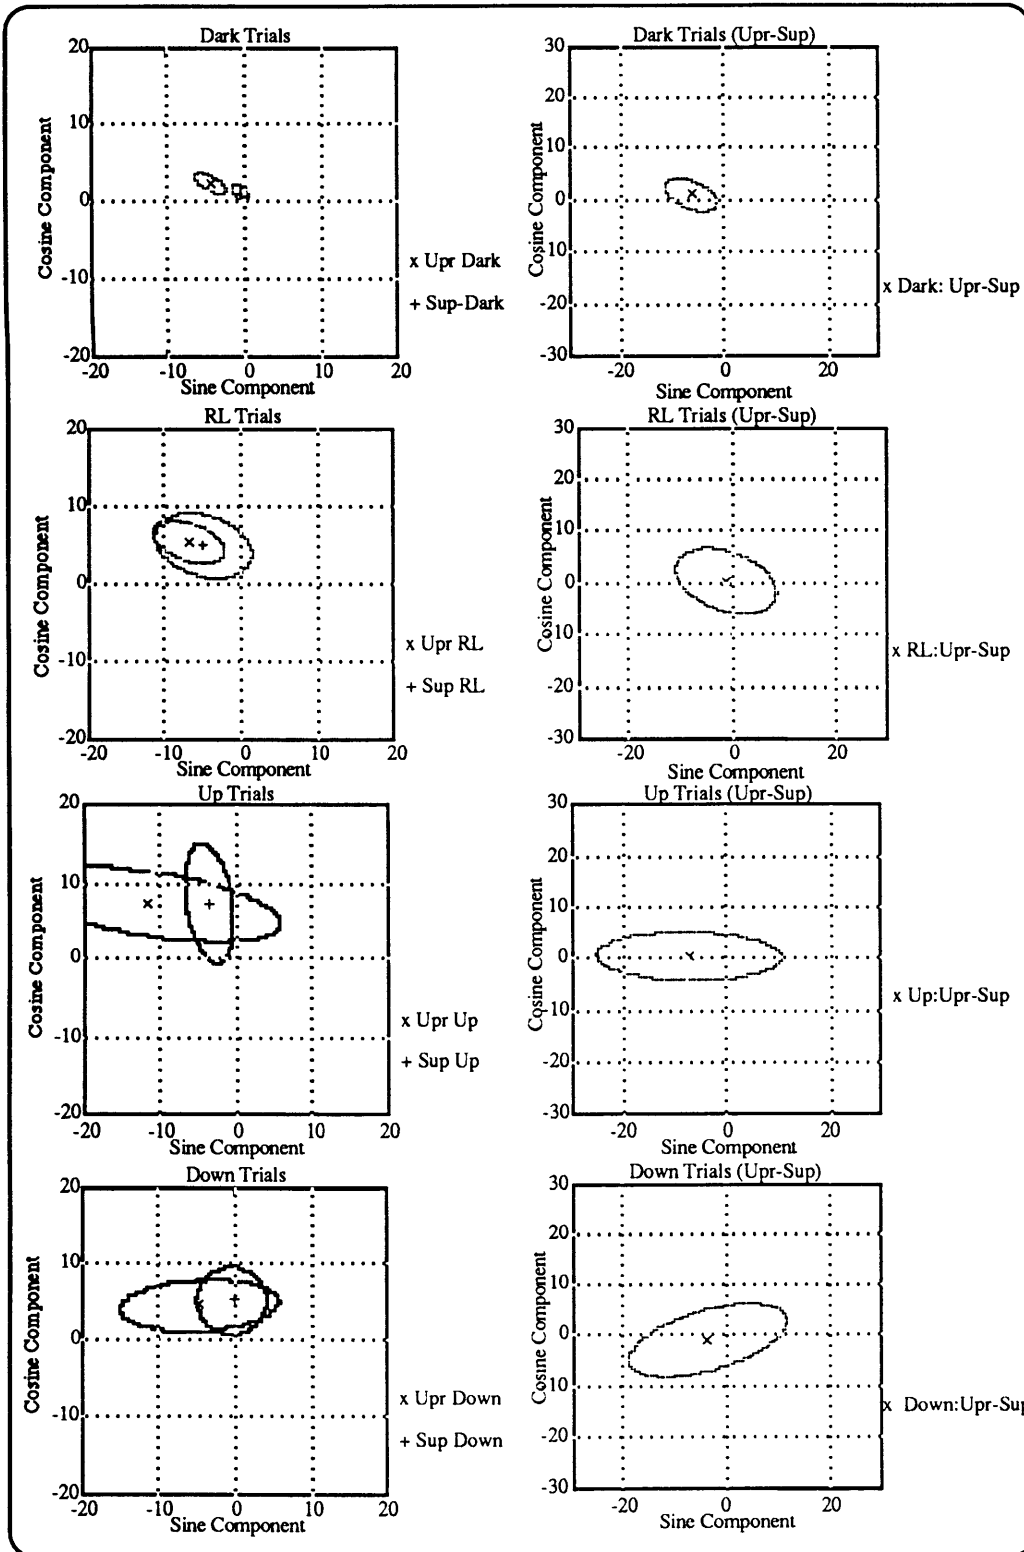 Dark Trials
20
10
0
-10
-20
-20 -10 0 10 20
Cosine Component
Sine Component
x Upr Dark
+ Sup-Dark
Dark Trials (Upr-Sup)
30
20
10
0
-10
-20
-30
-20 0 20
Cosine Component
Sine Component
x Dark: Upr-Sup
RL Trials
20
10
0
-10
-20
-20 -10 0 10 20
Cosine Component
Sine Component
x Upr RL
+ Sup RL
RL Trials (Upr-Sup)
30
20
10
0
-10
-20
-30
-20 0 20
Cosine Component
Sine Component
x RL:Upr-Sup
Up Trials
20
10
0
-10
-20
-20 -10 0 10 20
Cosine Component
Sine Component
x Upr Up
+ Sup Up
Up Trials (Upr-Sup)
30
20
10
0
-10
-20
-30
-20 0 20
Cosine Component
Sine Component
x Up:Upr-Sup
Down Trials
20
10
0
-10
-20
-20 -10 0 10 20
Cosine Component
Sine Component
x Upr Down
+ Sup Down
Down Trials (Upr-Sup)
30
20
10
0
-10
-20
-30
-20 0 20
Cosine Component
Sine Component
x Down:Upr-Sup